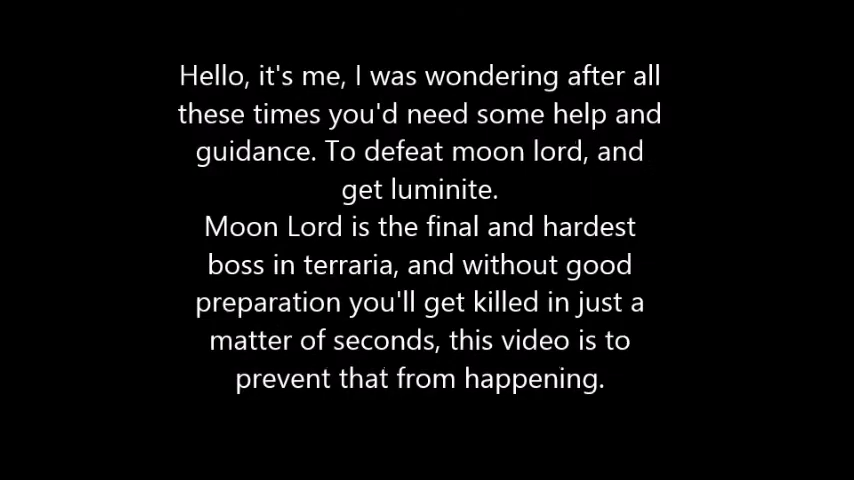 Hello, it's me, I was wondering after all
these times you'd need some help and
guidance. To defeat moon lord, and
get luminite.
Moon Lord is the final and hardest
boss in terraria, and without good
preparation you'll get killed in just a
matter of seconds, this video is to
prevent that from happening.